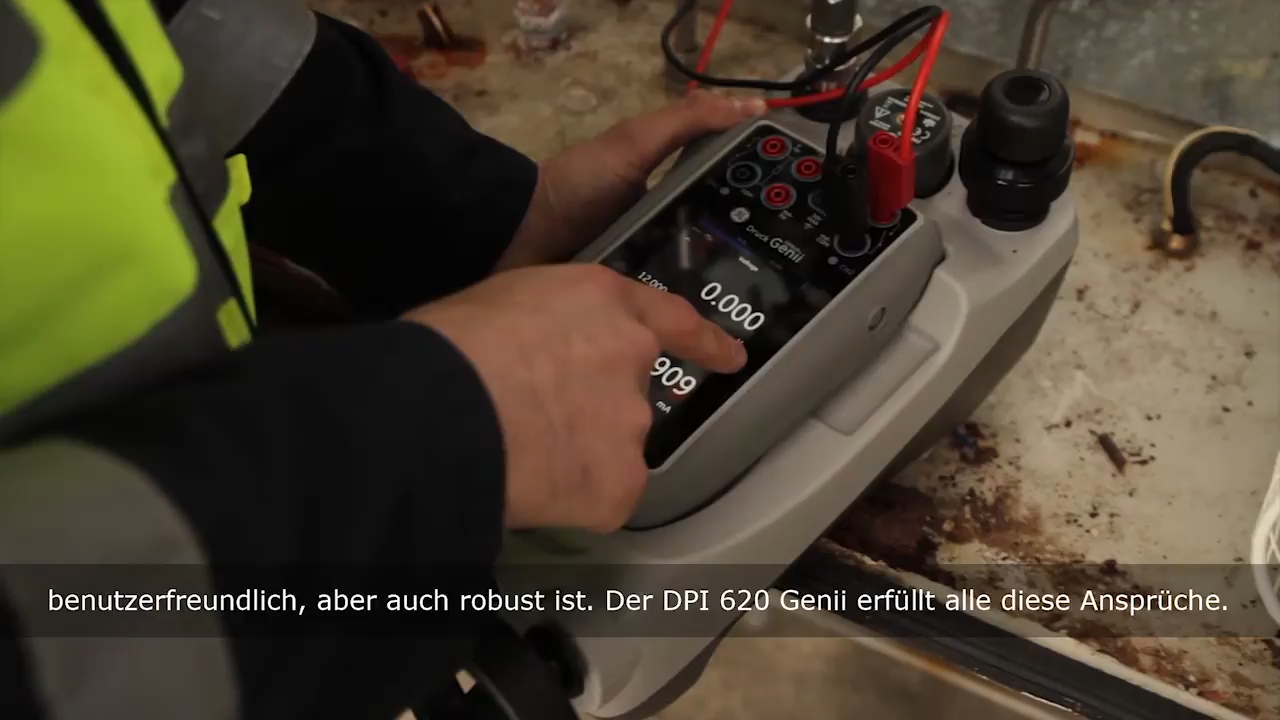 Druck Genii
Voltage
12.000
0.000
909
mA
benutzerfreundlich, aber auch robust ist. Der DPI 620 Genii erfüllt alle diese Ansprüche.